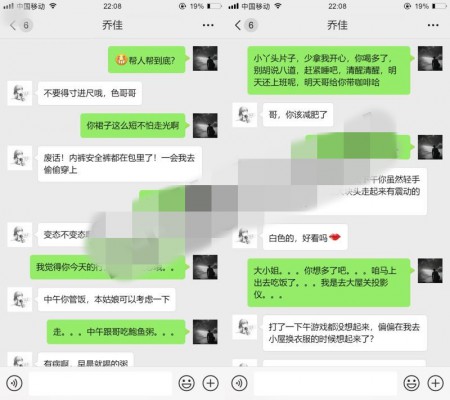 中国移动
22:08
19%
6
乔佳
帮人帮到底?
不要得寸进尺哦,色哥哥
你裙子这么短不怕走光啊
废话!内裤安全裤都在包里了!一会我去
偷偷穿上
变态不变态
我觉得你今天的
中午你管饭,本姑娘可以考虑一下
走。。。中午跟哥吃鲍鱼粥。。。
有病啊,早是就喝的粥
中国移动
22:08
19%
6
乔佳
小丫头片子,少拿我开心,你喝多了,
别胡说八道,赶紧睡吧,清醒清醒,明
天还上班呢,明天哥给你带咖啡哈
哥,你该减肥了
午你虽然轻手
块头走起来有震动的
白色的,好看吗
大小姐。。。你想多了吧。。。咱马上
出去吃饭了。。。我是去大屋关投影
仪。。。
打了一下午游戏都没想起来,偏偏在我去
小屋换衣服的时候想起来了?